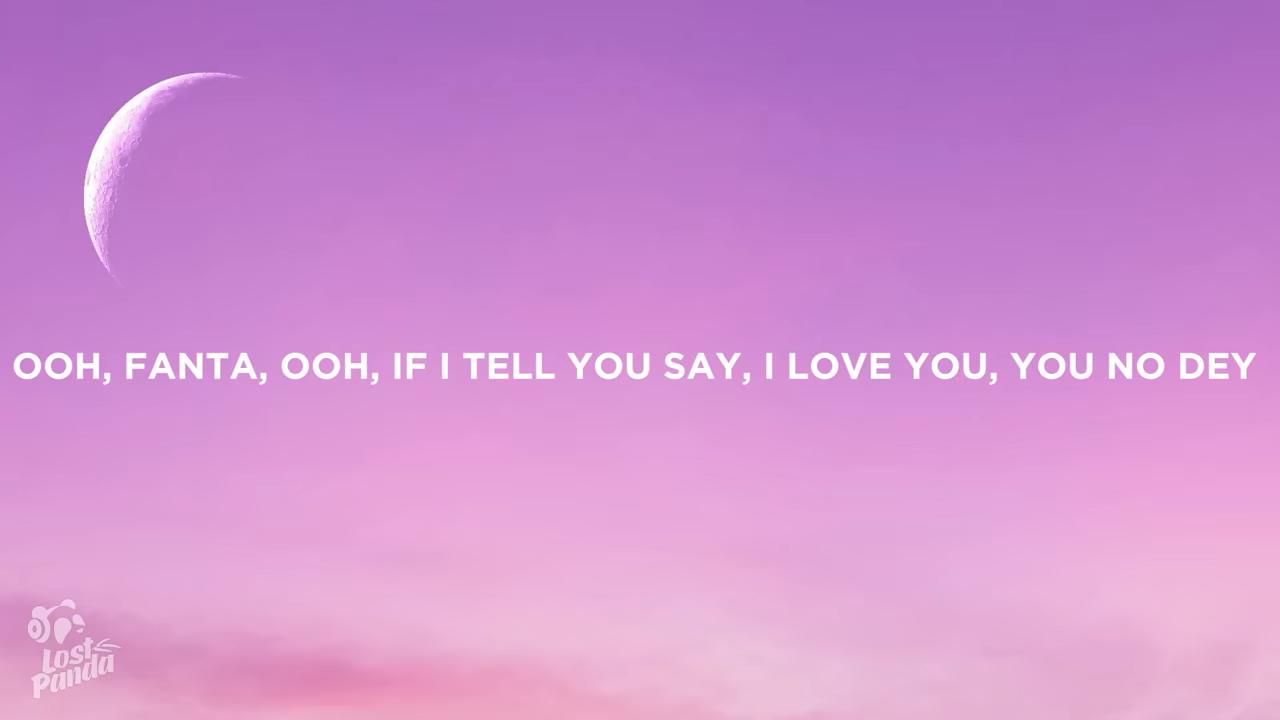 OOH, FANTA, OOH, IF I TELL YOU SAY, I LOVE YOU, YOU NO DEY
Lost
Panda